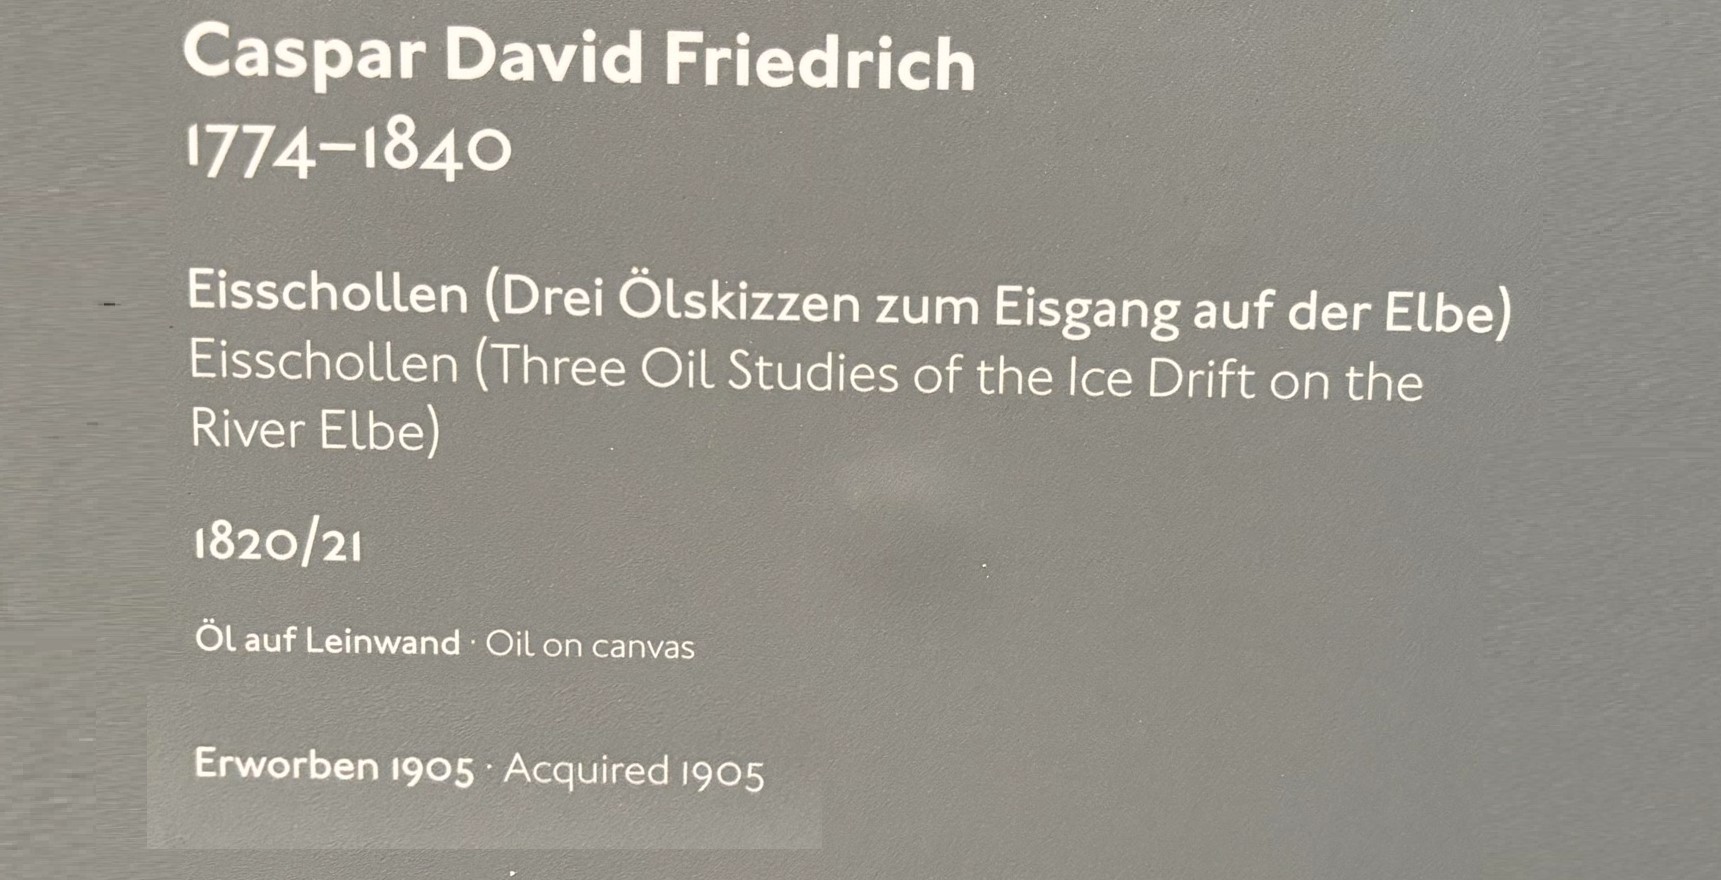 Caspar David Friedrich
1774–1840
Eisschollen (Drei Ölskizzen zum Eisgang auf der Elbe)
Eisschollen (Three Oil Studies of the Ice Drift on the
River Elbe)
1820/21
Öl auf Leinwand · Oil on canvas
Erworben 1905 · Acquired 1905